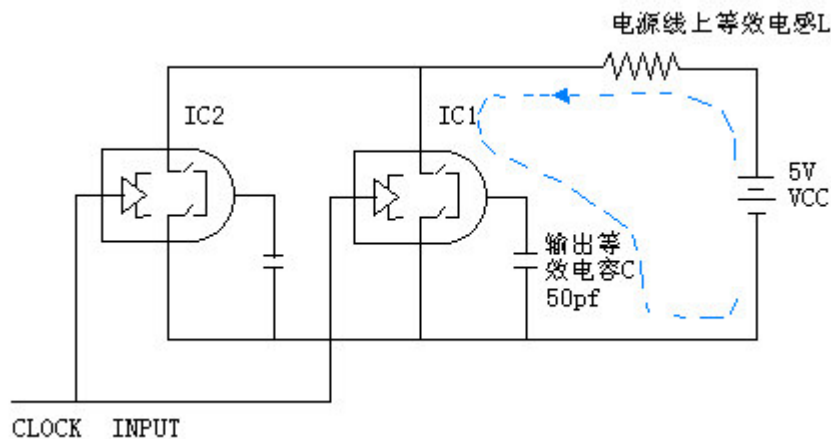 电源线上等效电感L
IC2
IC1
5V
VCC
输出等
效电容C
50pf
CLOCK INPUT